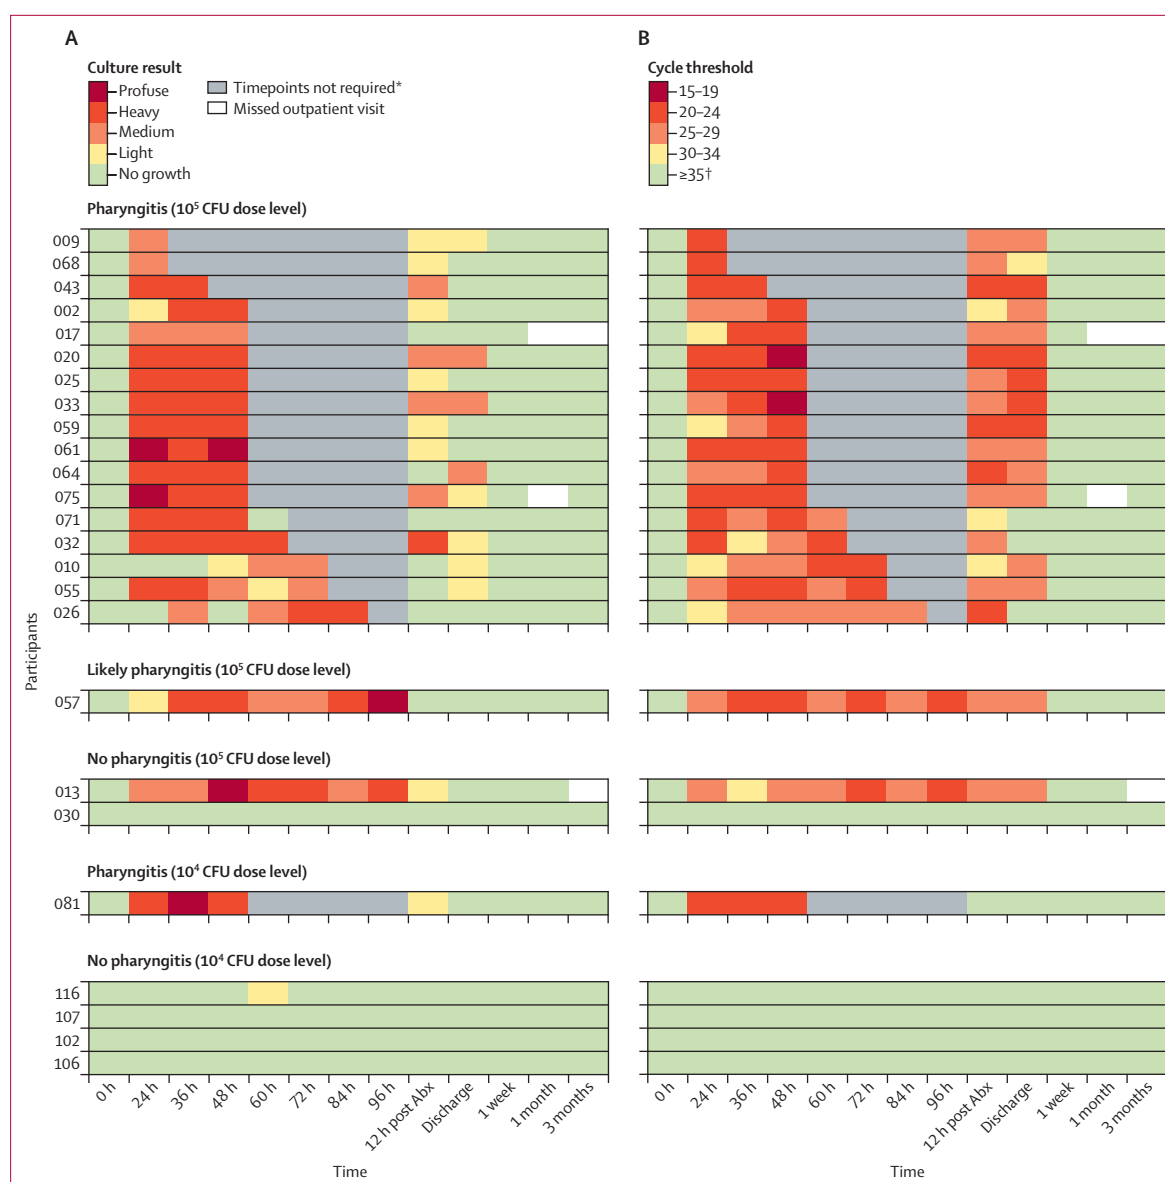 A
Culture result
Profuse
Heavy
Medium
Light
No growth
Timepoints not required*
Missed outpatient visit
B
Cycle threshold
15–19
20–24
25–29
30–34
≥35†
Participants
Pharyngitis (10⁵ CFU dose level)
009
068
043
002
017
020
025
033
059
061
064
075
071
032
010
055
026
Likely pharyngitis (10⁵ CFU dose level)
057
No pharyngitis (10⁵ CFU dose level)
013
030
Pharyngitis (10⁴ CFU dose level)
081
No pharyngitis (10⁴ CFU dose level)
116
107
102
106
0 h
24 h
36 h
48 h
60 h
72 h
84 h
96 h
12 h post Abx
Discharge
1 week
1 month
3 months
Time
0 h
24 h
36 h
48 h
60 h
72 h
84 h
96 h
12 h post Abx
Discharge
1 week
1 month
3 months
Time